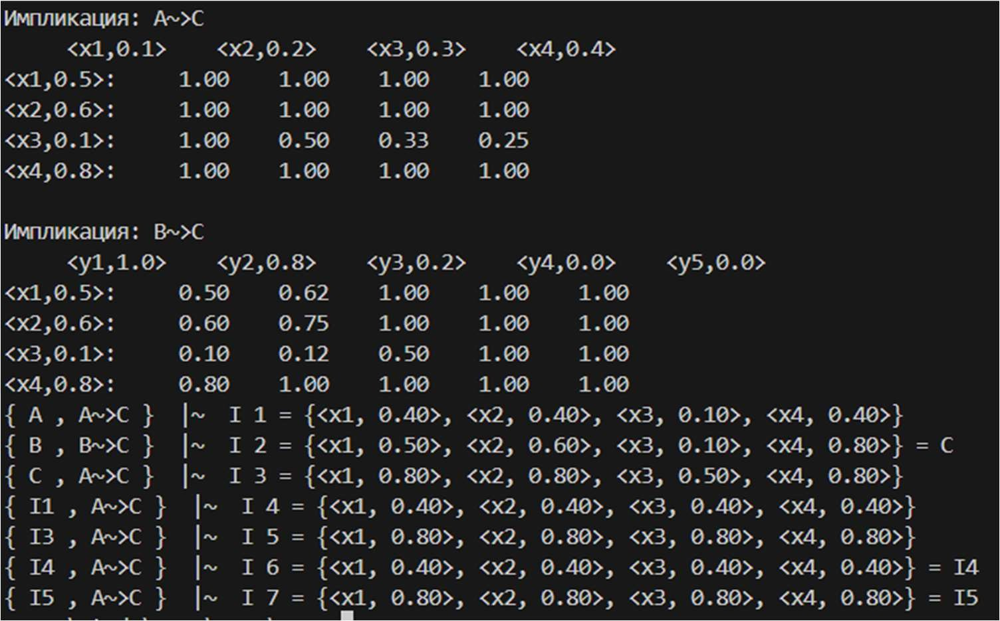 Импликация: A~>C
<x1,0.1> <x2,0.2> <x3,0.3> <x4,0.4>
<x1,0.5>: 1.00 1.00 1.00 1.00
<x2,0.6>: 1.00 1.00 1.00 1.00
<x3,0.1>: 1.00 0.50 0.33 0.25
<x4,0.8>: 1.00 1.00 1.00 1.00
Импликация: B~>C
<y1,1.0> <y2,0.8> <y3,0.2> <y4,0.0> <y5,0.0>
<x1,0.5>: 0.50 0.62 1.00 1.00 1.00
<x2,0.6>: 0.60 0.75 1.00 1.00 1.00
<x3,0.1>: 0.10 0.12 0.50 1.00 1.00
<x4,0.8>: 0.80 1.00 1.00 1.00 1.00
{ A , A~>C } |~ I 1 = {<x1, 0.40>, <x2, 0.40>, <x3, 0.10>, <x4, 0.40>}
{ B , B~>C } |~ I 2 = {<x1, 0.50>, <x2, 0.60>, <x3, 0.10>, <x4, 0.80>} = C
{ C , A~>C } |~ I 3 = {<x1, 0.80>, <x2, 0.80>, <x3, 0.50>, <x4, 0.80>}
{ I1 , A~>C } |~ I 4 = {<x1, 0.40>, <x2, 0.40>, <x3, 0.40>, <x4, 0.40>}
{ I3 , A~>C } |~ I 5 = {<x1, 0.80>, <x2, 0.80>, <x3, 0.80>, <x4, 0.80>}
{ I4 , A~>C } |~ I 6 = {<x1, 0.40>, <x2, 0.40>, <x3, 0.40>, <x4, 0.40>} = I4
{ I5 , A~>C } |~ I 7 = {<x1, 0.80>, <x2, 0.80>, <x3, 0.80>, <x4, 0.80>} = I5